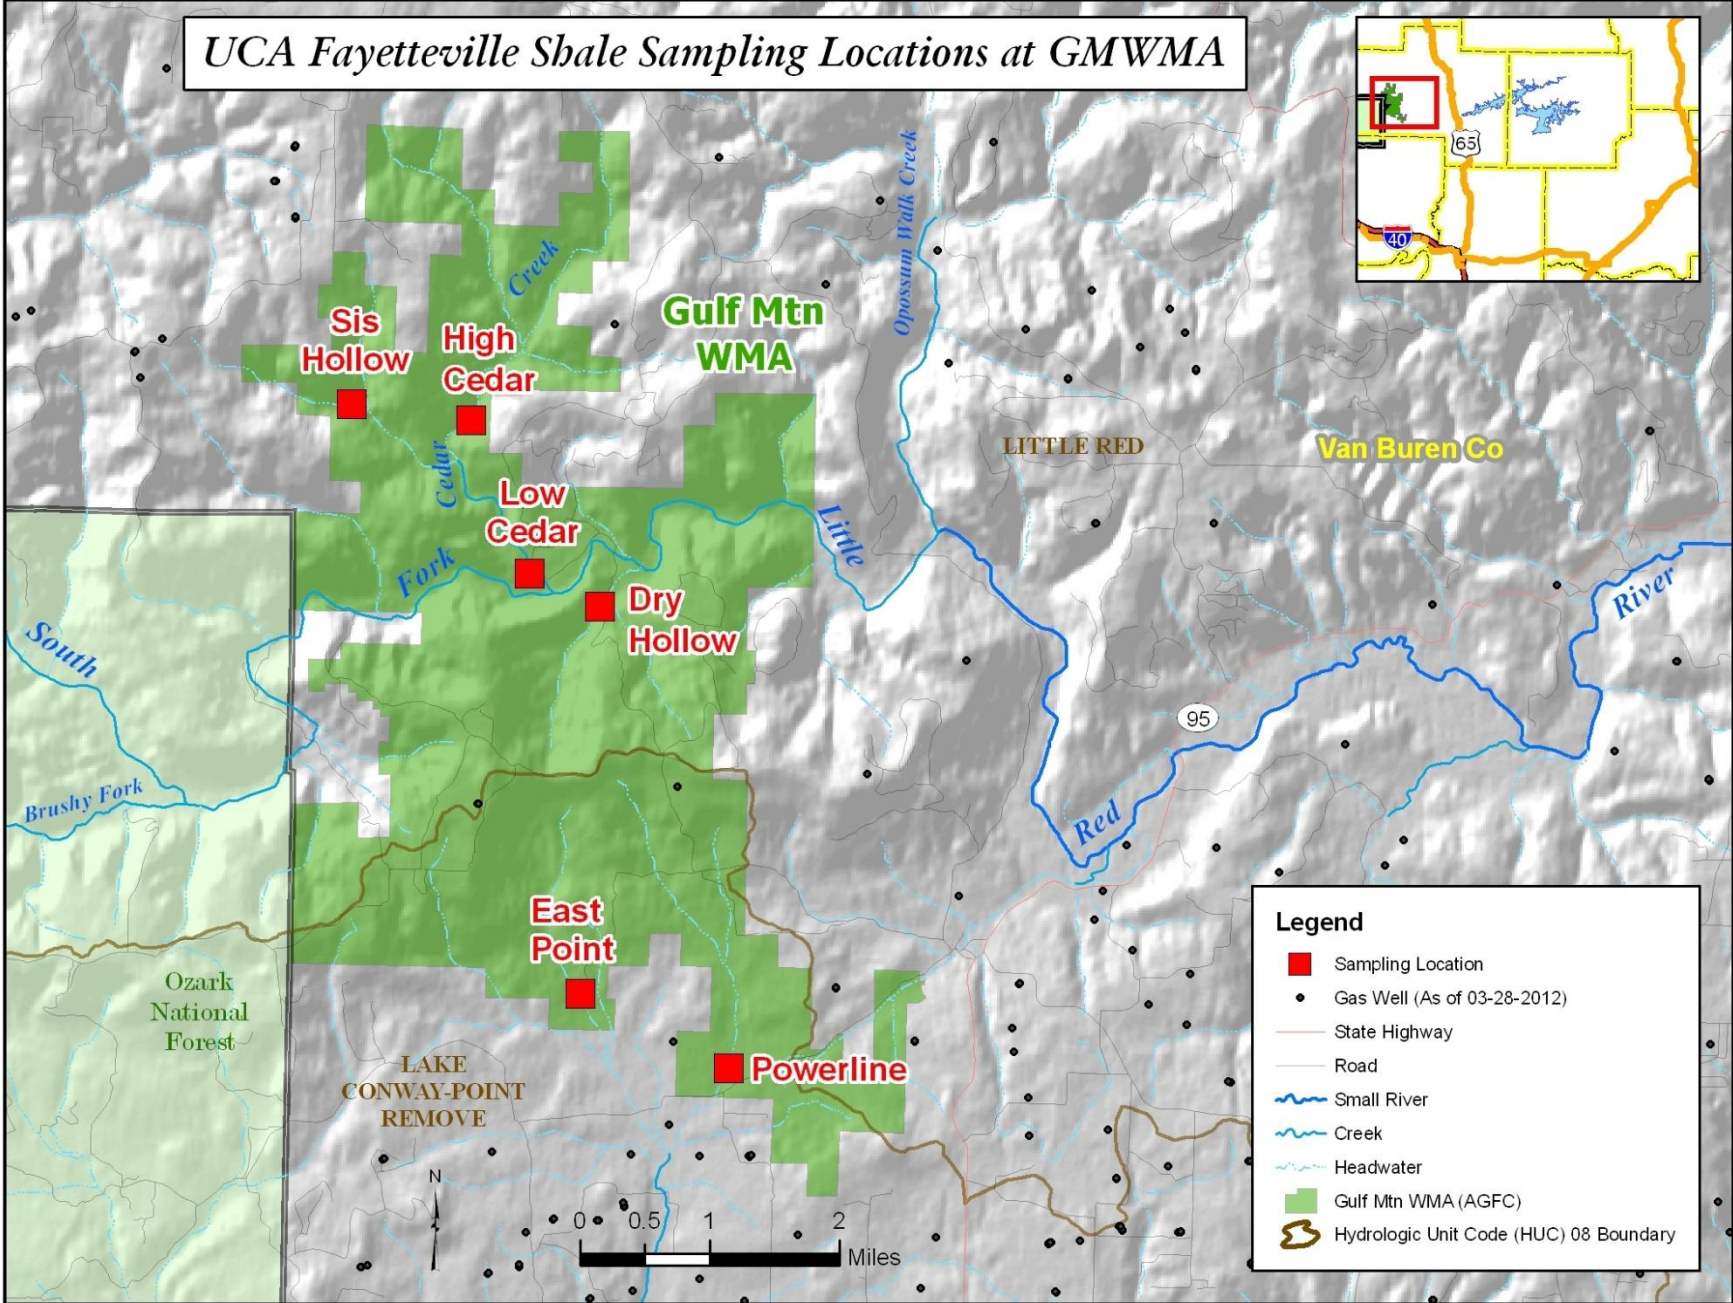 UCA Fayetteville Shale Sampling Locations at GMWMA
65
40
Opossum Walk Creek
Creek
Gulf Mtn
WMA
Sis
Hollow
High
Cedar
LITTLE RED
Van Buren Co
Cedar
Low
Cedar
Little
Fork
Dry
Hollow
River
South
95
Brushy Fork
Red
East
Point
Ozark
National
Forest
LAKE
CONWAY-POINT
REMOVE
Powerline
N
0 0.5 1 2
Miles
Legend
Sampling Location
Gas Well (As of 03-28-2012)
State Highway
Road
Small River
Creek
Headwater
Gulf Mtn WMA (AGFC)
Hydrologic Unit Code (HUC) 08 Boundary